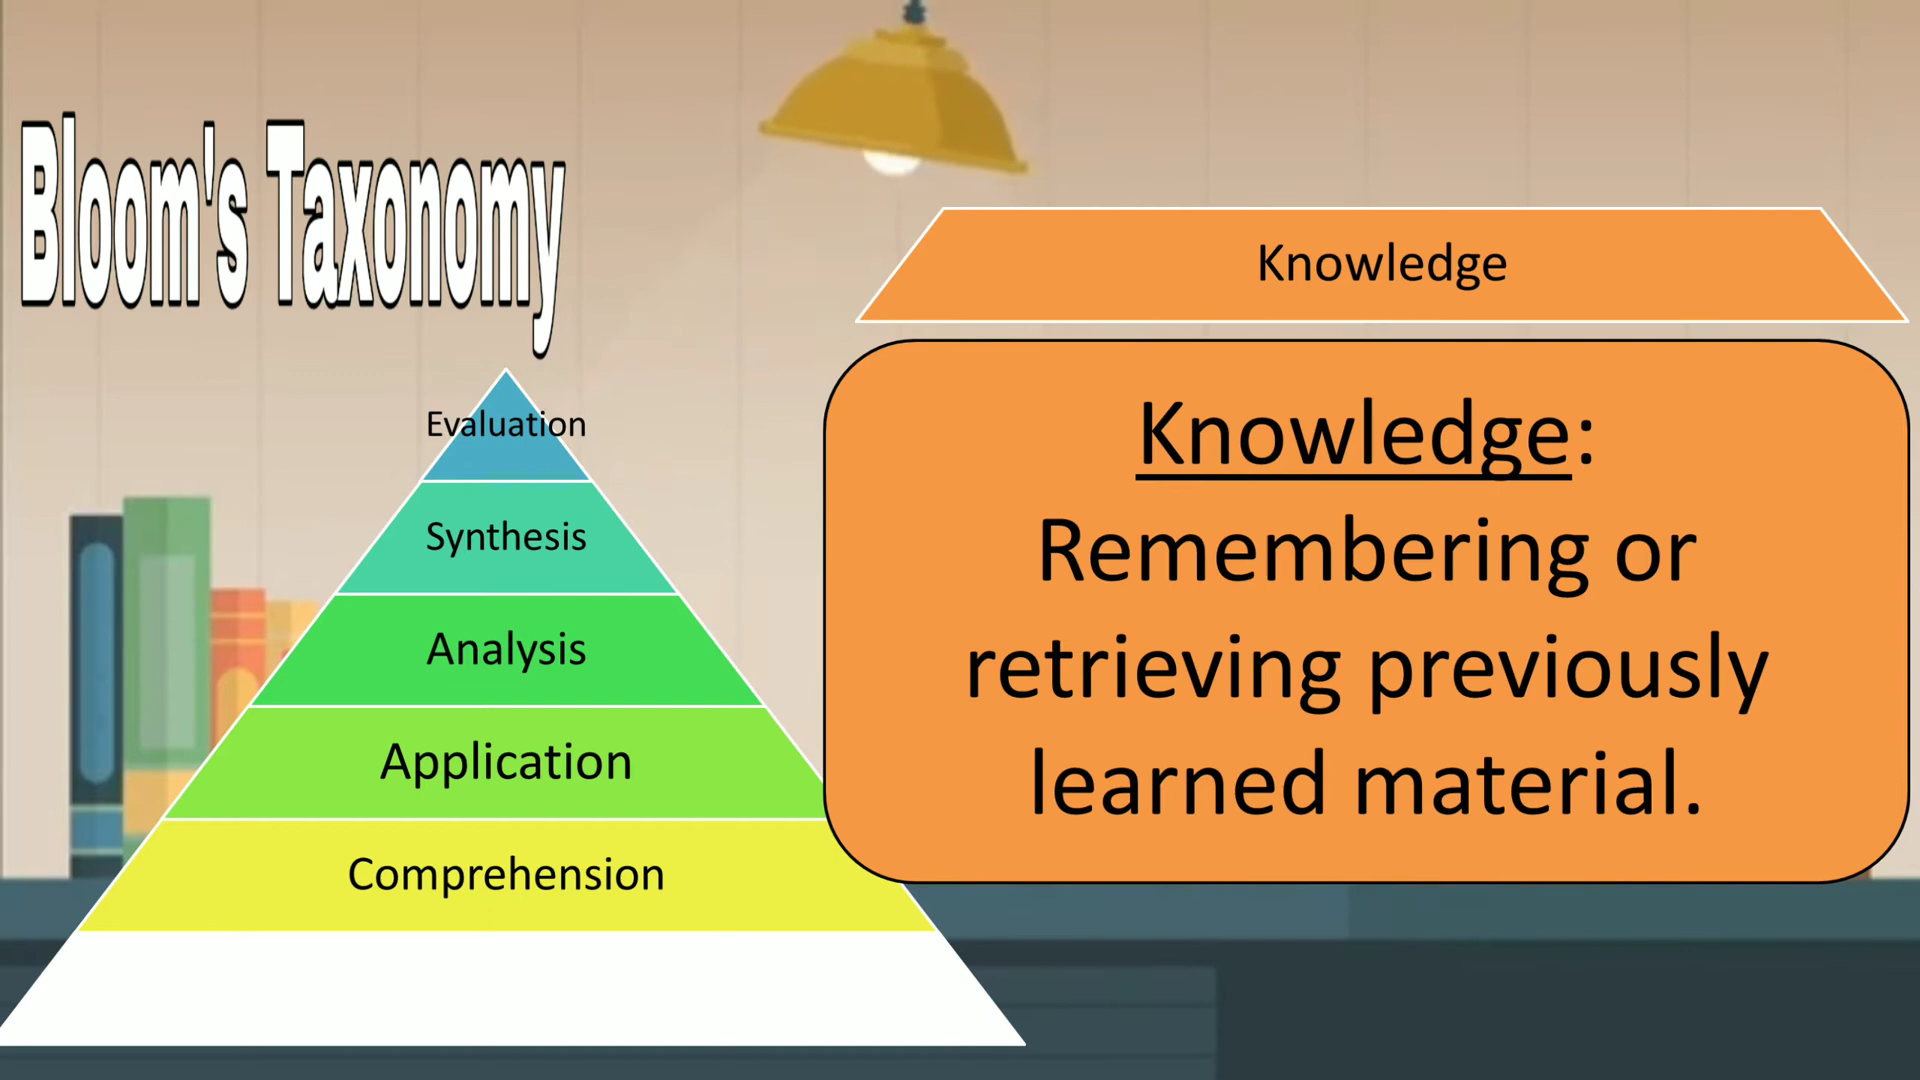 Bloom's Taxonomy
Evaluation
Synthesis
Analysis
Application
Comprehension
Knowledge
Knowledge:
Remembering or
retrieving previously
learned material.